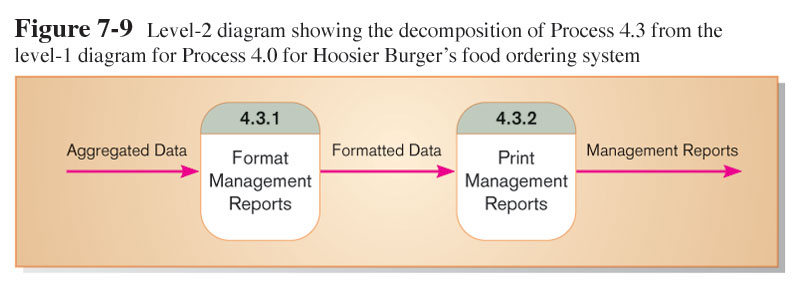 Figure 7-9 Level-2 diagram showing the decomposition of Process 4.3 from the
level-1 diagram for Process 4.0 for Hoosier Burger’s food ordering system
4.3.1
4.3.2
Aggregated Data
Format
Management
Reports
Formatted Data
Print
Management
Reports
Management Reports